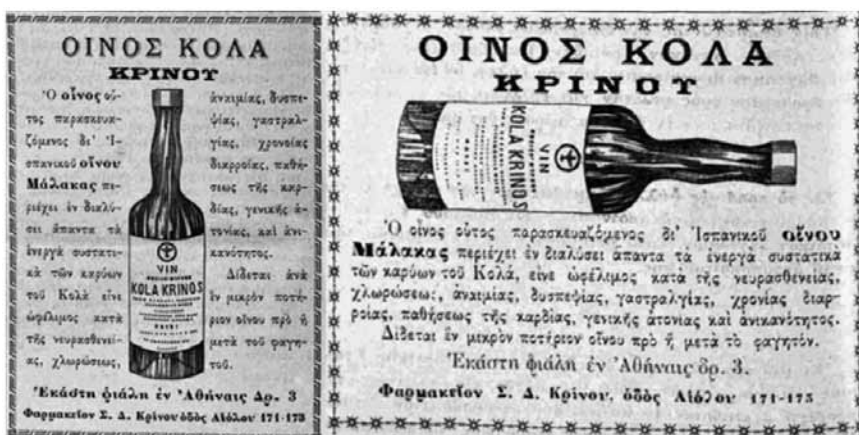 ΟΙΝΟΣ ΚΟΛΑ
ΚΡΙΝΟΥ
Ὁ οἶνος οὗ-
τος παρασκευα-
ζόμενος δι' Ἰ-
σπανικοῦ οἴνου
Μάλακας πε-
ριέχει ἐν διαλύ-
σει ἅπαντα τὰ
ἐνεργὰ συστατι-
κὰ τῶν καρύων
τοῦ Κολὰ εἶνε
ὠφέλιμος κατὰ
τῆς νευρασθενεί-
ας, χλωρώσεως,
ἀναιμίας, δυσπε-
ψίας, γαστραλ-
γίας, χρονίας
διαρροίας, παθή-
σεως τῆς καρ-
δίας, γενικῆς ἀ-
τονίας, καὶ ἀνι-
κανότητος.
Δίδεται ἀνὰ
ἓν μικρὸν ποτή-
ριον οἴνου πρὸ ἢ
μετὰ τοῦ φαγη-
τοῦ.
VIN
KOLA KRINOS
Ἑκάστη φιάλη ἐν Ἀθήναις Δρ. 3
Φαρμακεῖον Σ. Δ. Κρίνου ὁδὸς Αἰόλου 171-173
ΟΙΝΟΣ ΚΟΛΑ
ΚΡΙΝΟΥ
VIN
KOLA KRINOS
Ὁ οἶνος οὗτος παρασκευαζόμενος δι' Ἰσπανικοῦ οἴνου
Μάλακας περιέχει ἐν διαλύσει ἅπαντα τὰ ἐνεργὰ συστατικὰ
τῶν καρύων τοῦ Κολά, εἶνε ὠφέλιμος κατὰ τῆς νευρασθενείας,
χλωρώσεως, ἀναιμίας, δυσπεψίας, γαστραλγίας, χρονίας διαρ-
ροίας, παθήσεως τῆς καρδίας, γενικῆς ἀτονίας καὶ ἀνικανότητος.
Δίδεται ἓν μικρὸν ποτήριον οἴνου πρὸ ἢ μετὰ τὸ φαγητόν.
Ἑκάστη φιάλη ἐν Ἀθήναις δρ. 3.
Φαρμακεῖον Σ. Δ. Κρίνου, ὁδὸς Αἰόλου 171-173